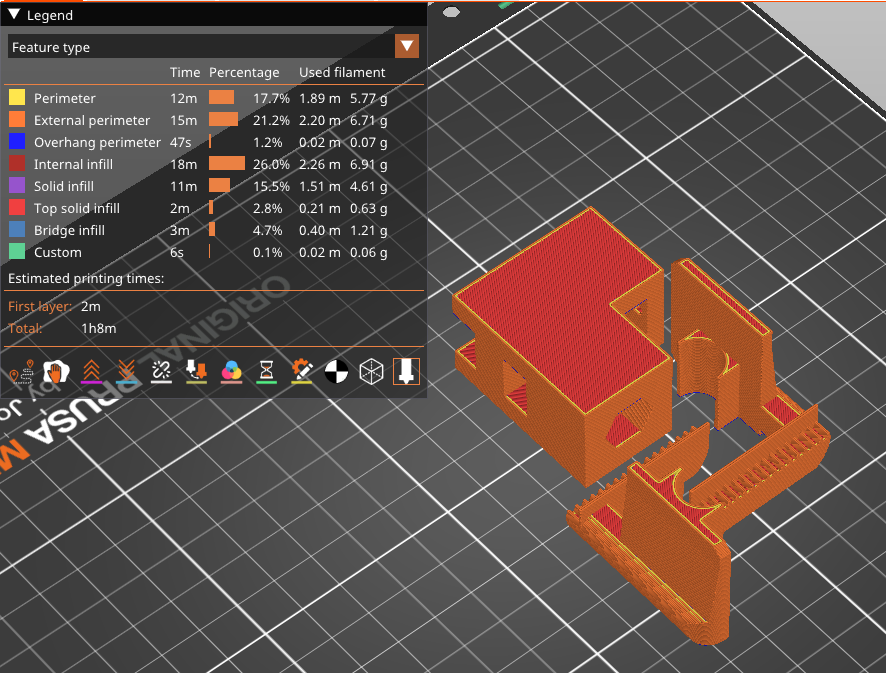 Legend
Feature type
Time Percentage Used filament
Perimeter 12m 17.7% 1.89 m 5.77 g
External perimeter 15m 21.2% 2.20 m 6.71 g
Overhang perimeter 47s 1.2% 0.02 m 0.07 g
Internal infill 18m 26.0% 2.26 m 6.91 g
Solid infill 11m 15.5% 1.51 m 4.61 g
Top solid infill 2m 2.8% 0.21 m 0.63 g
Bridge infill 3m 4.7% 0.40 m 1.21 g
Custom 6s 0.1% 0.02 m 0.06 g
Estimated printing times:
First layer: 2m
Total: 1h8m
ORIGINAL PRUSA M
by Jo